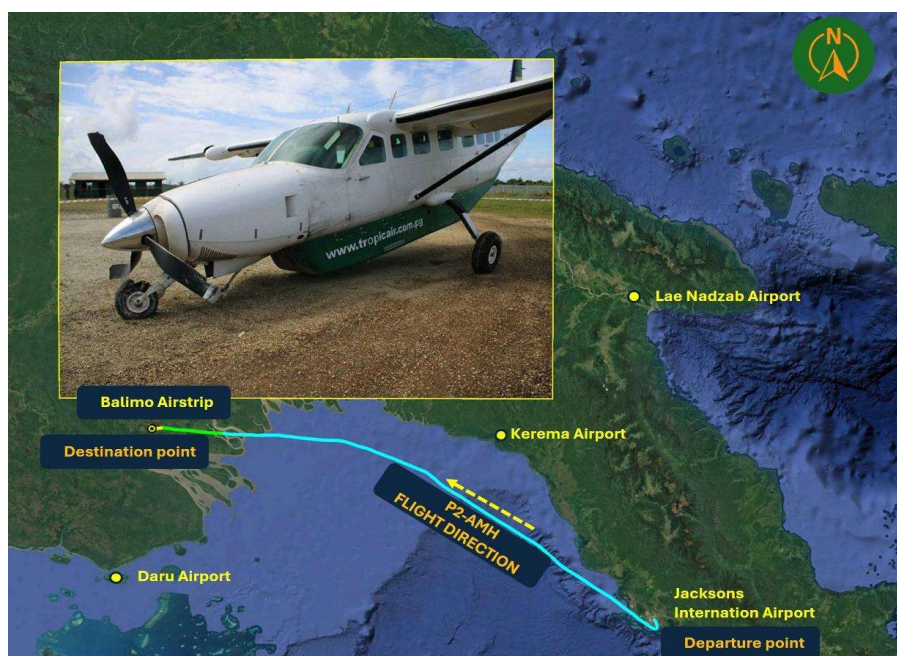 N
www.tropicair.com.pg
Lae Nadzab Airport
Balimo Airstrip
Destination point
Kerema Airport
P2-AMH
FLIGHT DIRECTION
Daru Airport
Jacksons
Internation Airport
Departure point